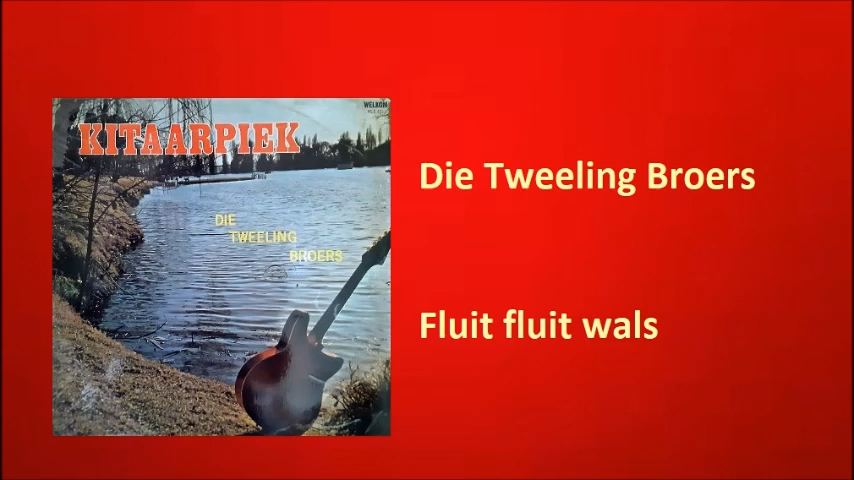 WELKOM
KITAARPIEK
DIE
TWEELING
BROERS
Die Tweeling Broers
Fluit fluit wals